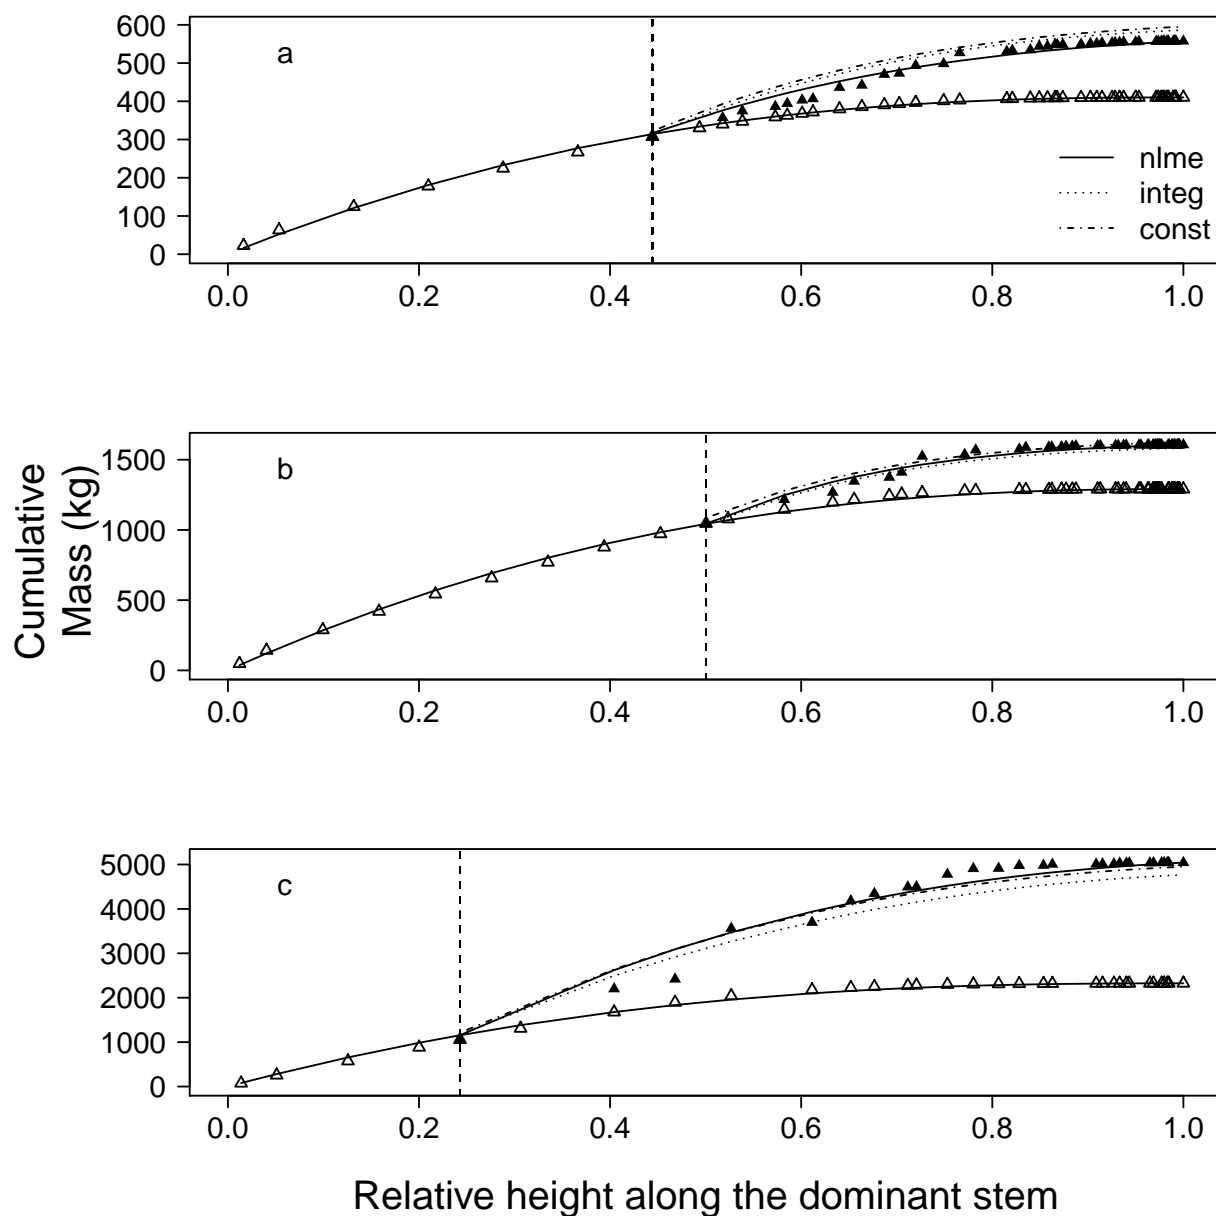 a
600
500
400
300
200
100
0
nlme
integ
const
0.0 0.2 0.4 0.6 0.8 1.0
b
1500
1000
500
0
0.0 0.2 0.4 0.6 0.8 1.0
Cumulative
Mass (kg)
c
5000
4000
3000
2000
1000
0
0.0 0.2 0.4 0.6 0.8 1.0
Relative height along the dominant stem